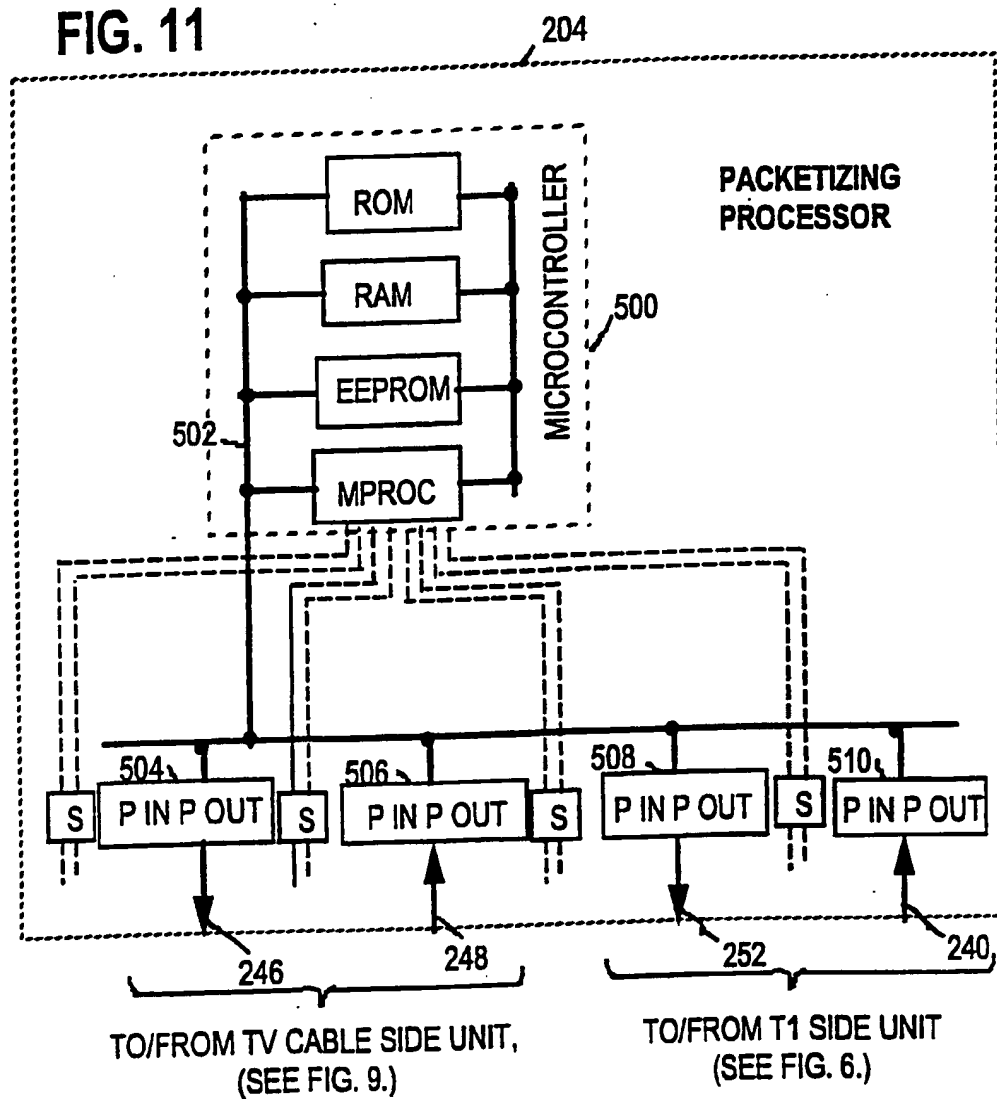 FIG. 11
204
PACKETIZING
PROCESSOR
MICROCONTROLLER
ROM
RAM
500
EEPROM
502
MPROC
504
506
508
510
S
P IN P OUT
S
P IN P OUT
S
P IN P OUT
S
P IN P OUT
246
248
252
240
TO/FROM TV CABLE SIDE UNIT,
(SEE FIG. 9.)
TO/FROM T1 SIDE UNIT
(SEE FIG. 6.)